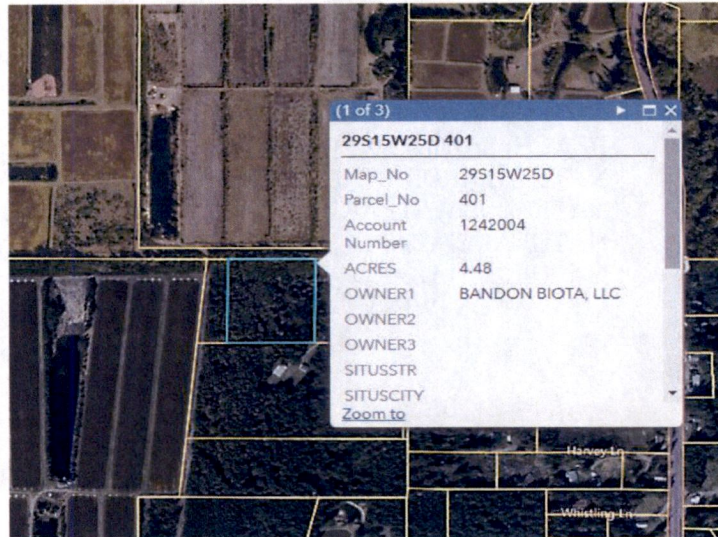 (1 of 3)
29S15W25D 401
Map_No 29S15W25D
Parcel_No 401
Account Number 1242004
ACRES 4.48
OWNER1 BANDON BIOTA, LLC
OWNER2
OWNER3
SITUSSTR
SITUSCITY
Zoom to
Harvey Ln
Whistling Ln